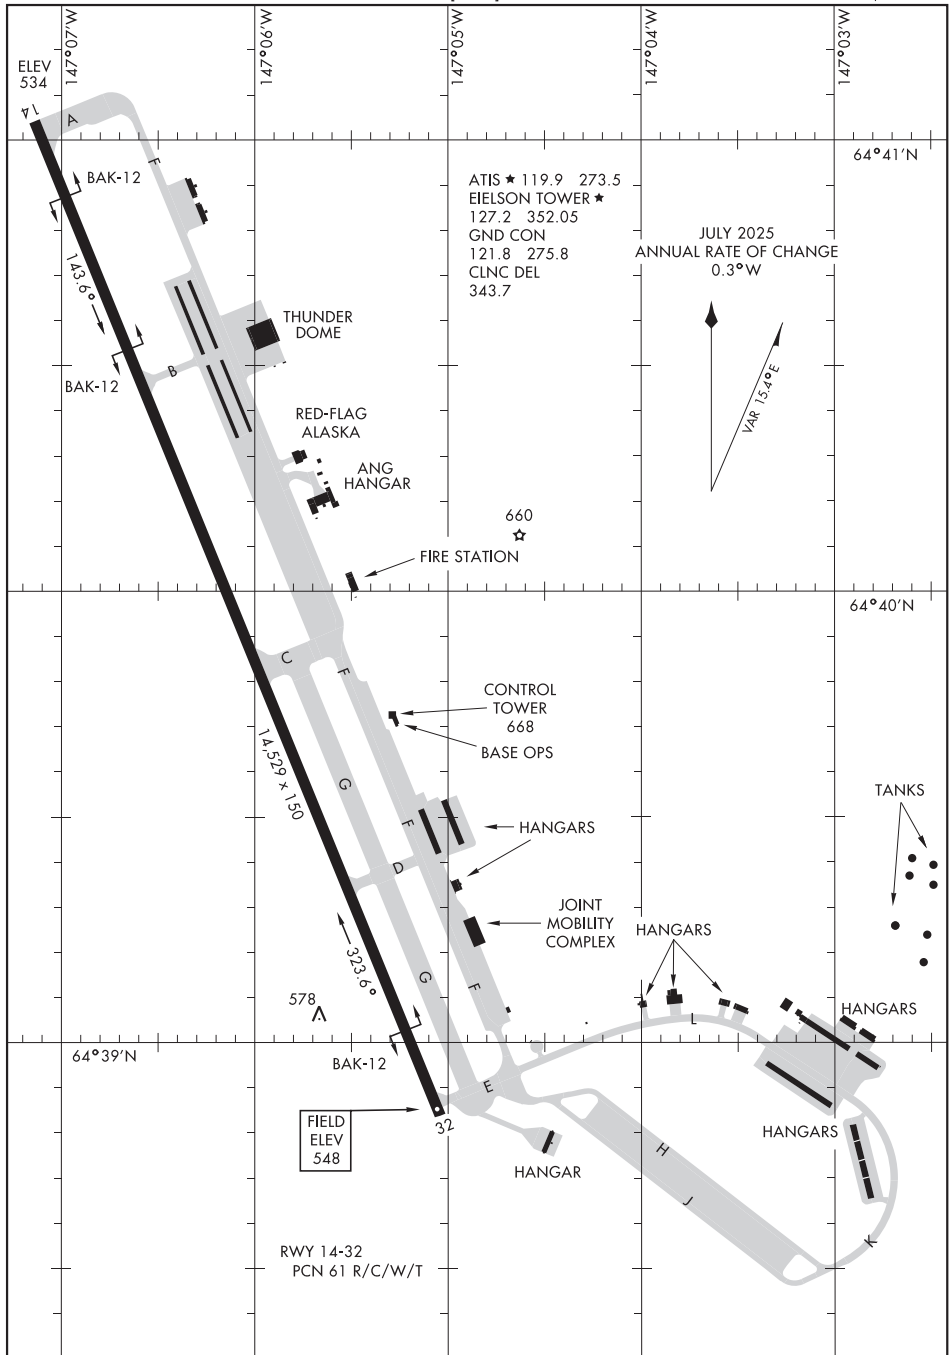 147°07'W
147°06'W
147°05'W
147°04'W
147°03'W
ELEV
534
14
A
F
64°41'N
BAK-12
ATIS ★ 119.9 273.5
EIELSON TOWER ★
127.2 352.05
GND CON
121.8 275.8
CLNC DEL
343.7
JULY 2025
ANNUAL RATE OF CHANGE
0.3°W
VAR 15.4°E
143.6°
THUNDER
DOME
BAK-12
B
RED-FLAG
ALASKA
ANG
HANGAR
660
FIRE STATION
64°40'N
C
F
CONTROL
TOWER
668
BASE OPS
14,529 x 150
G
F
HANGARS
TANKS
D
JOINT
MOBILITY
COMPLEX
HANGARS
323.6°
G
F
578
L
HANGARS
64°39'N
BAK-12
E
FIELD
ELEV
548
32
HANGAR
HANGARS
H
J
K
RWY 14-32
PCN 61 R/C/W/T